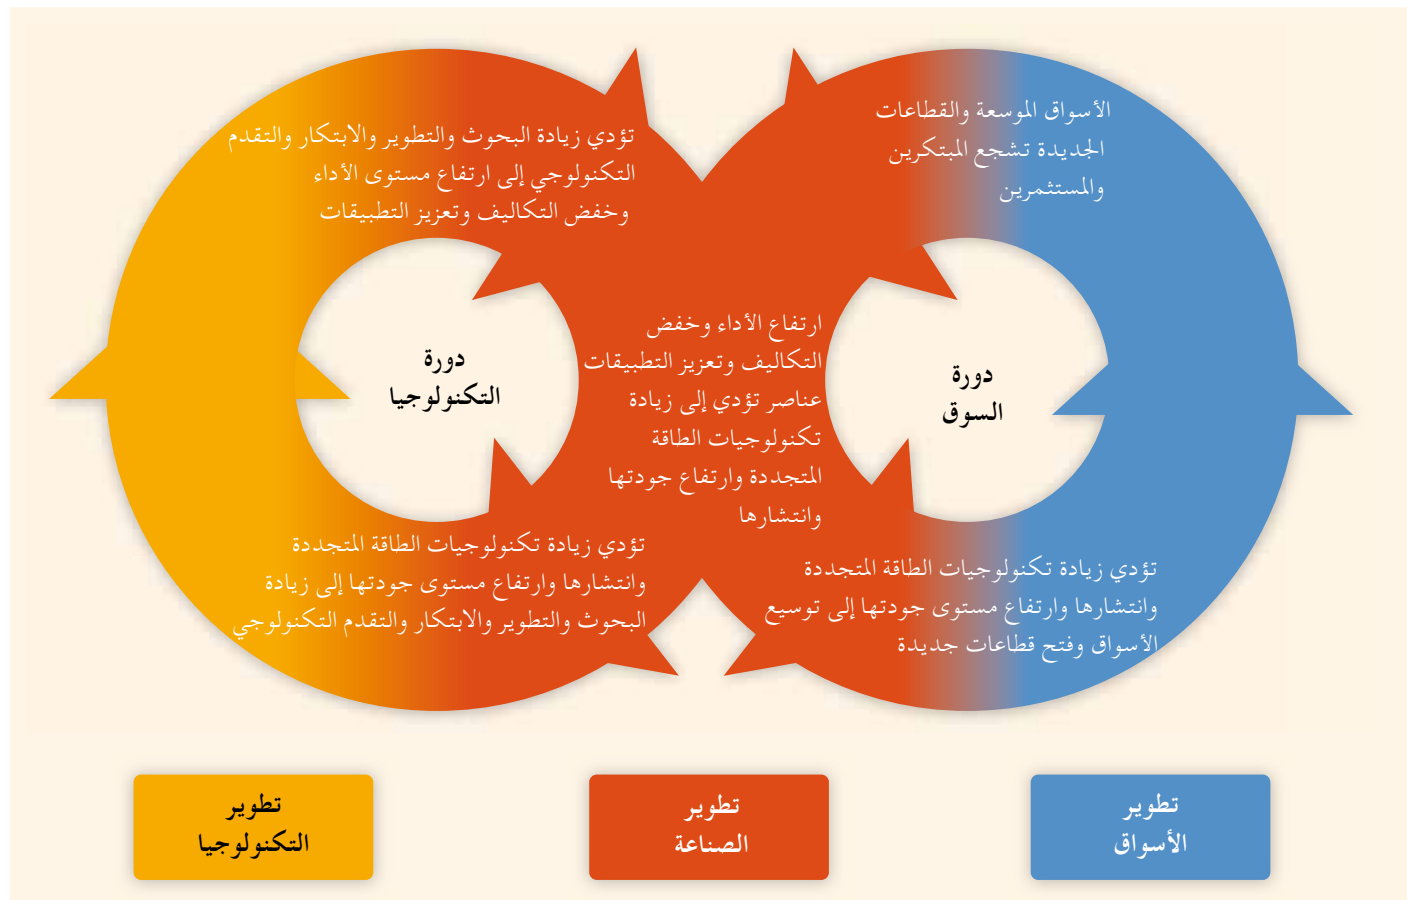 الأسواق الموسعة والقطاعات
الجديدة تشجع المبتكرين
والمستثمرين
تؤدي زيادة البحوث والتطوير والابتكار والتقدم
التكنولوجي إلى ارتفاع مستوى الأداء
وخفض التكاليف وتعزيز التطبيقات
دورة
السوق
ارتفاع الأداء وخفض
التكاليف وتعزيز التطبيقات
عناصر تؤدي إلى زيادة
تكنولوجيات الطاقة
المتجددة وارتفاع جودتها
وانتشارها
دورة
التكنولوجيا
تؤدي زيادة تكنولوجيات الطاقة المتجددة
وانتشارها وارتفاع مستوى جودتها إلى توسيع
الأسواق وفتح قطاعات جديدة
تؤدي زيادة تكنولوجيات الطاقة المتجددة
وانتشارها وارتفاع مستوى جودتها إلى زيادة
البحوث والتطوير والابتكار والتقدم التكنولوجي
تطوير
الأسواق
تطوير
الصناعة
تطوير
التكنولوجيا